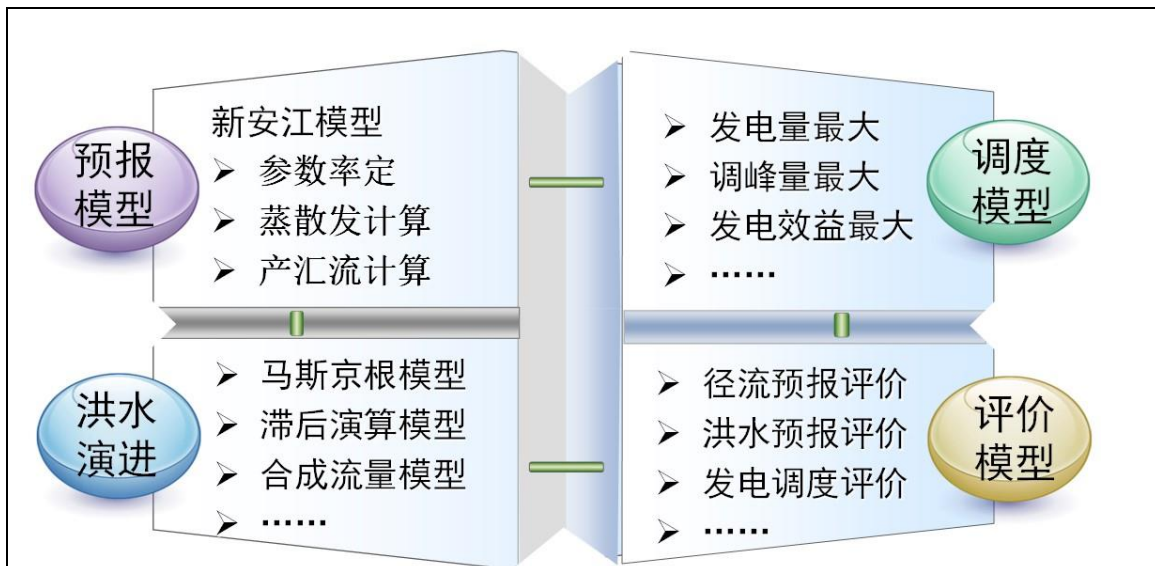 预报
模型
新安江模型
➢ 参数率定
➢ 蒸散发计算
➢ 产汇流计算
➢ 发电量最大
➢ 调峰量最大
➢ 发电效益最大
➢ ……
调度
模型
洪水
演进
➢ 马斯京根模型
➢ 滞后演算模型
➢ 合成流量模型
➢ ……
➢ 径流预报评价
➢ 洪水预报评价
➢ 发电调度评价
➢ ……
评价
模型